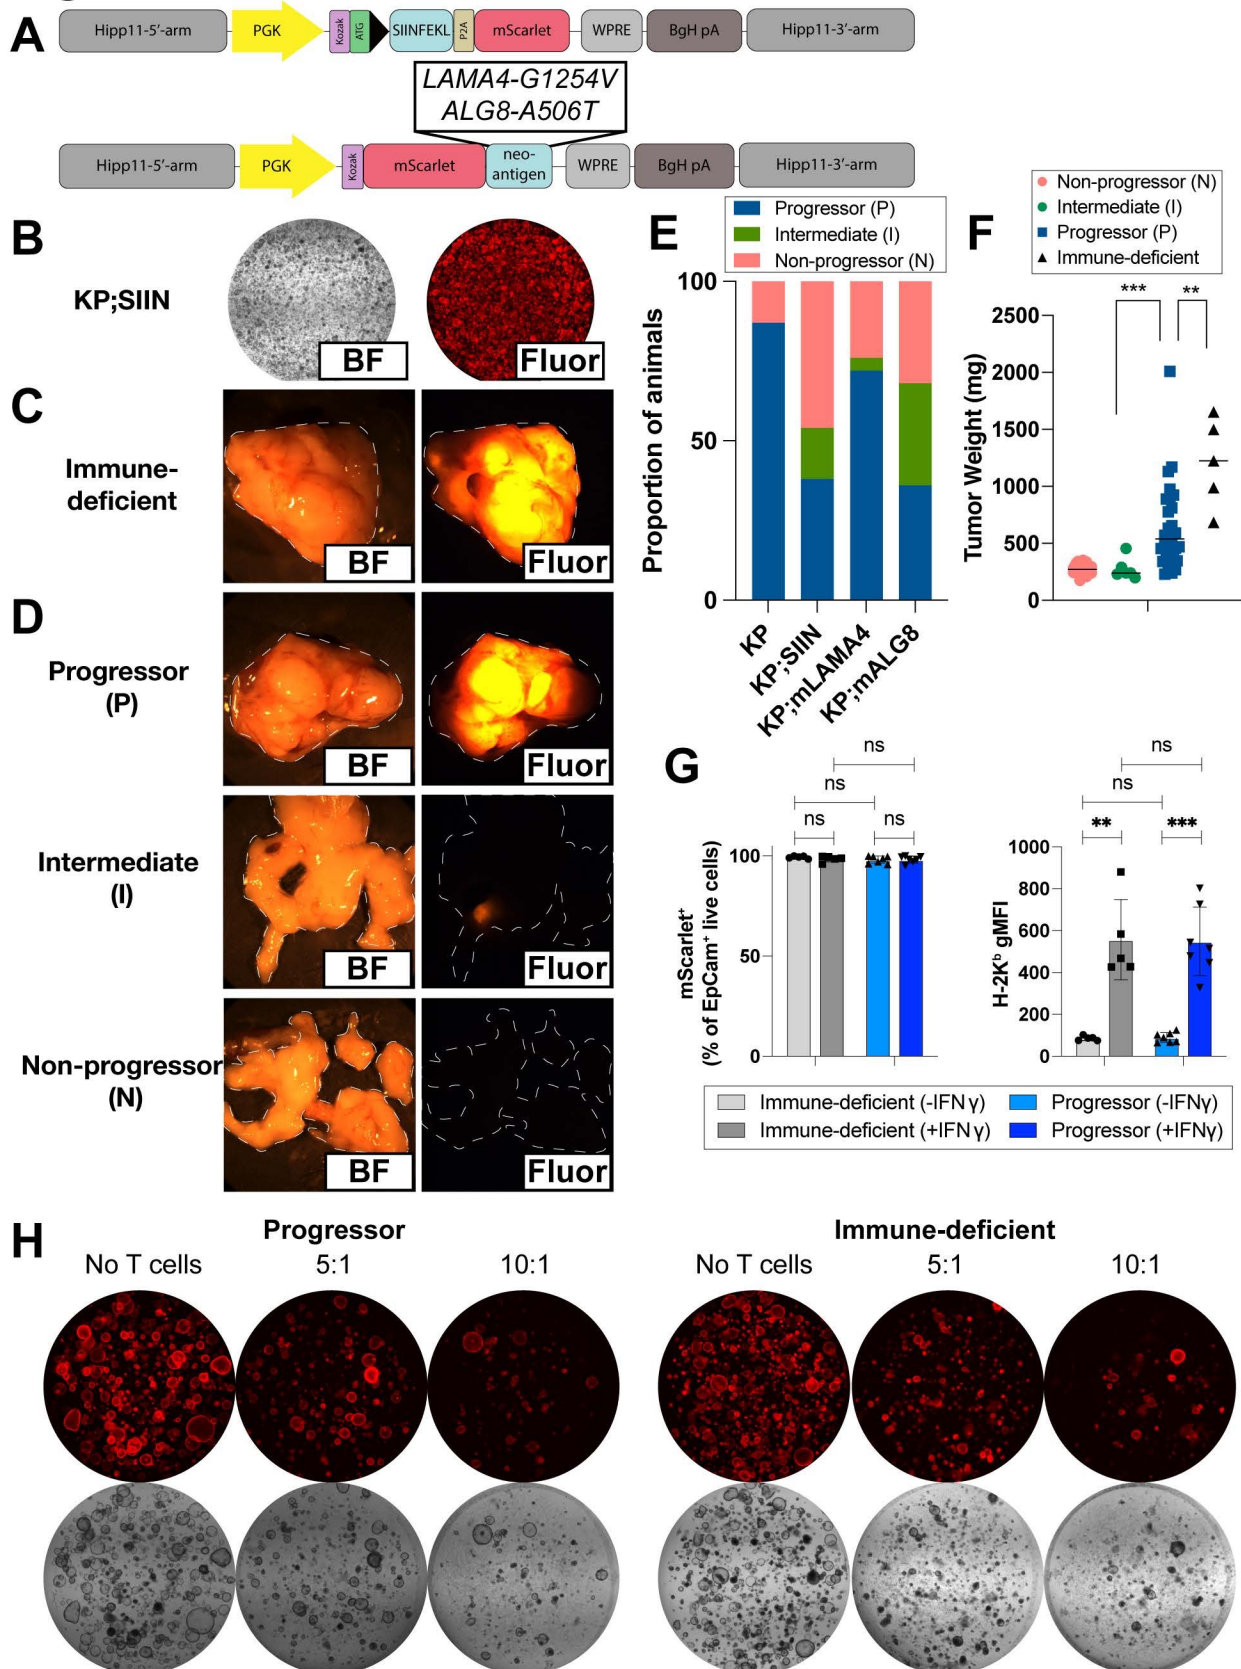 A
Hipp11-5′-arm PGK Kozak ATG SIINFEKL P2A mScarlet WPRE BgH pA Hipp11-3′-arm
LAMA4-G1254V
ALG8-A506T
Hipp11-5′-arm PGK Kozak mScarlet neo-
antigen WPRE BgH pA Hipp11-3′-arm
B
KP;SIIN
BF
Fluor
C
Immune-
deficient
BF
Fluor
D
Progressor
(P)
BF
Fluor
Intermediate
(I)
BF
Fluor
Non-progressor
(N)
BF
Fluor
E
Progressor (P)
Intermediate (I)
Non-progressor (N)
Proportion of animals
100
50
0
KP
KP;SIIN
KP;mLAMA4
KP;mALG8
F
Non-progressor (N)
Intermediate (I)
Progressor (P)
Immune-deficient
*** **
Tumor Weight (mg)
2500
2000
1500
1000
500
0
G
ns
ns
ns ns
mScarlet⁺
(% of EpCam⁺ live cells)
100
50
0
ns
ns
** ***
H-2Kᵇ gMFI
1000
800
600
400
200
0
Immune-deficient (-IFNγ) Progressor (-IFNγ)
Immune-deficient (+IFNγ) Progressor (+IFNγ)
H
Progressor Immune-deficient
No T cells 5:1 10:1 No T cells 5:1 10:1